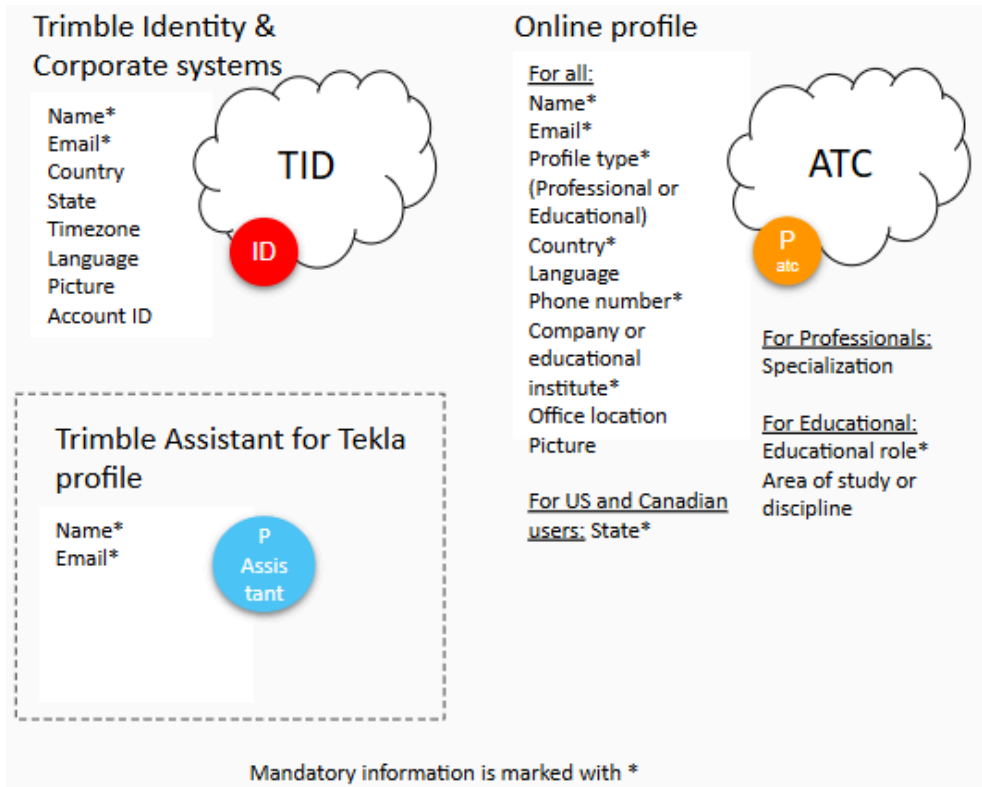 Trimble Identity &
Corporate systems
Name*
Email*
Country
State
Timezone
Language
Picture
Account ID
TID
ID
Online profile
For all:
Name*
Email*
Profile type*
(Professional or
Educational)
Country*
Language
Phone number*
Company or
educational
institute*
Office location
Picture
For US and Canadian
users: State*
ATC
P
atc
For Professionals:
Specialization
For Educational:
Educational role*
Area of study or
discipline
Trimble Assistant for Tekla
profile
Name*
Email*
P
Assis
tant
Mandatory information is marked with *